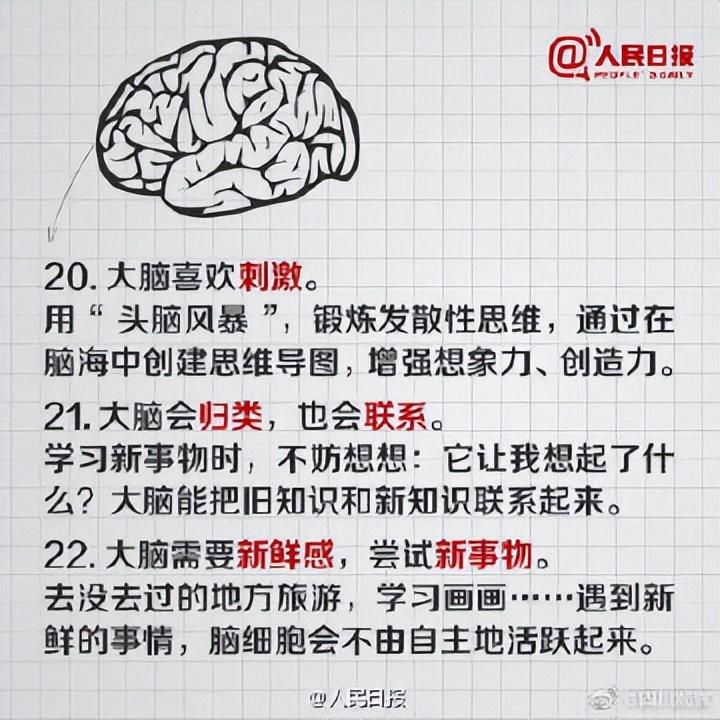 @人民日报
PEOPLE'S DAILY
20. 大脑喜欢刺激。
用“头脑风暴”，锻炼发散性思维，通过在
脑海中创建思维导图，增强想象力、创造力。
21. 大脑会归类，也会联系。
学习新事物时，不妨想想：它让我想起了什
么？大脑能把旧知识和新知识联系起来。
22. 大脑需要新鲜感，尝试新事物。
去没去过的地方旅游，学习画画……遇到新
鲜的事情，脑细胞会不由自主地活跃起来。
@人民日报